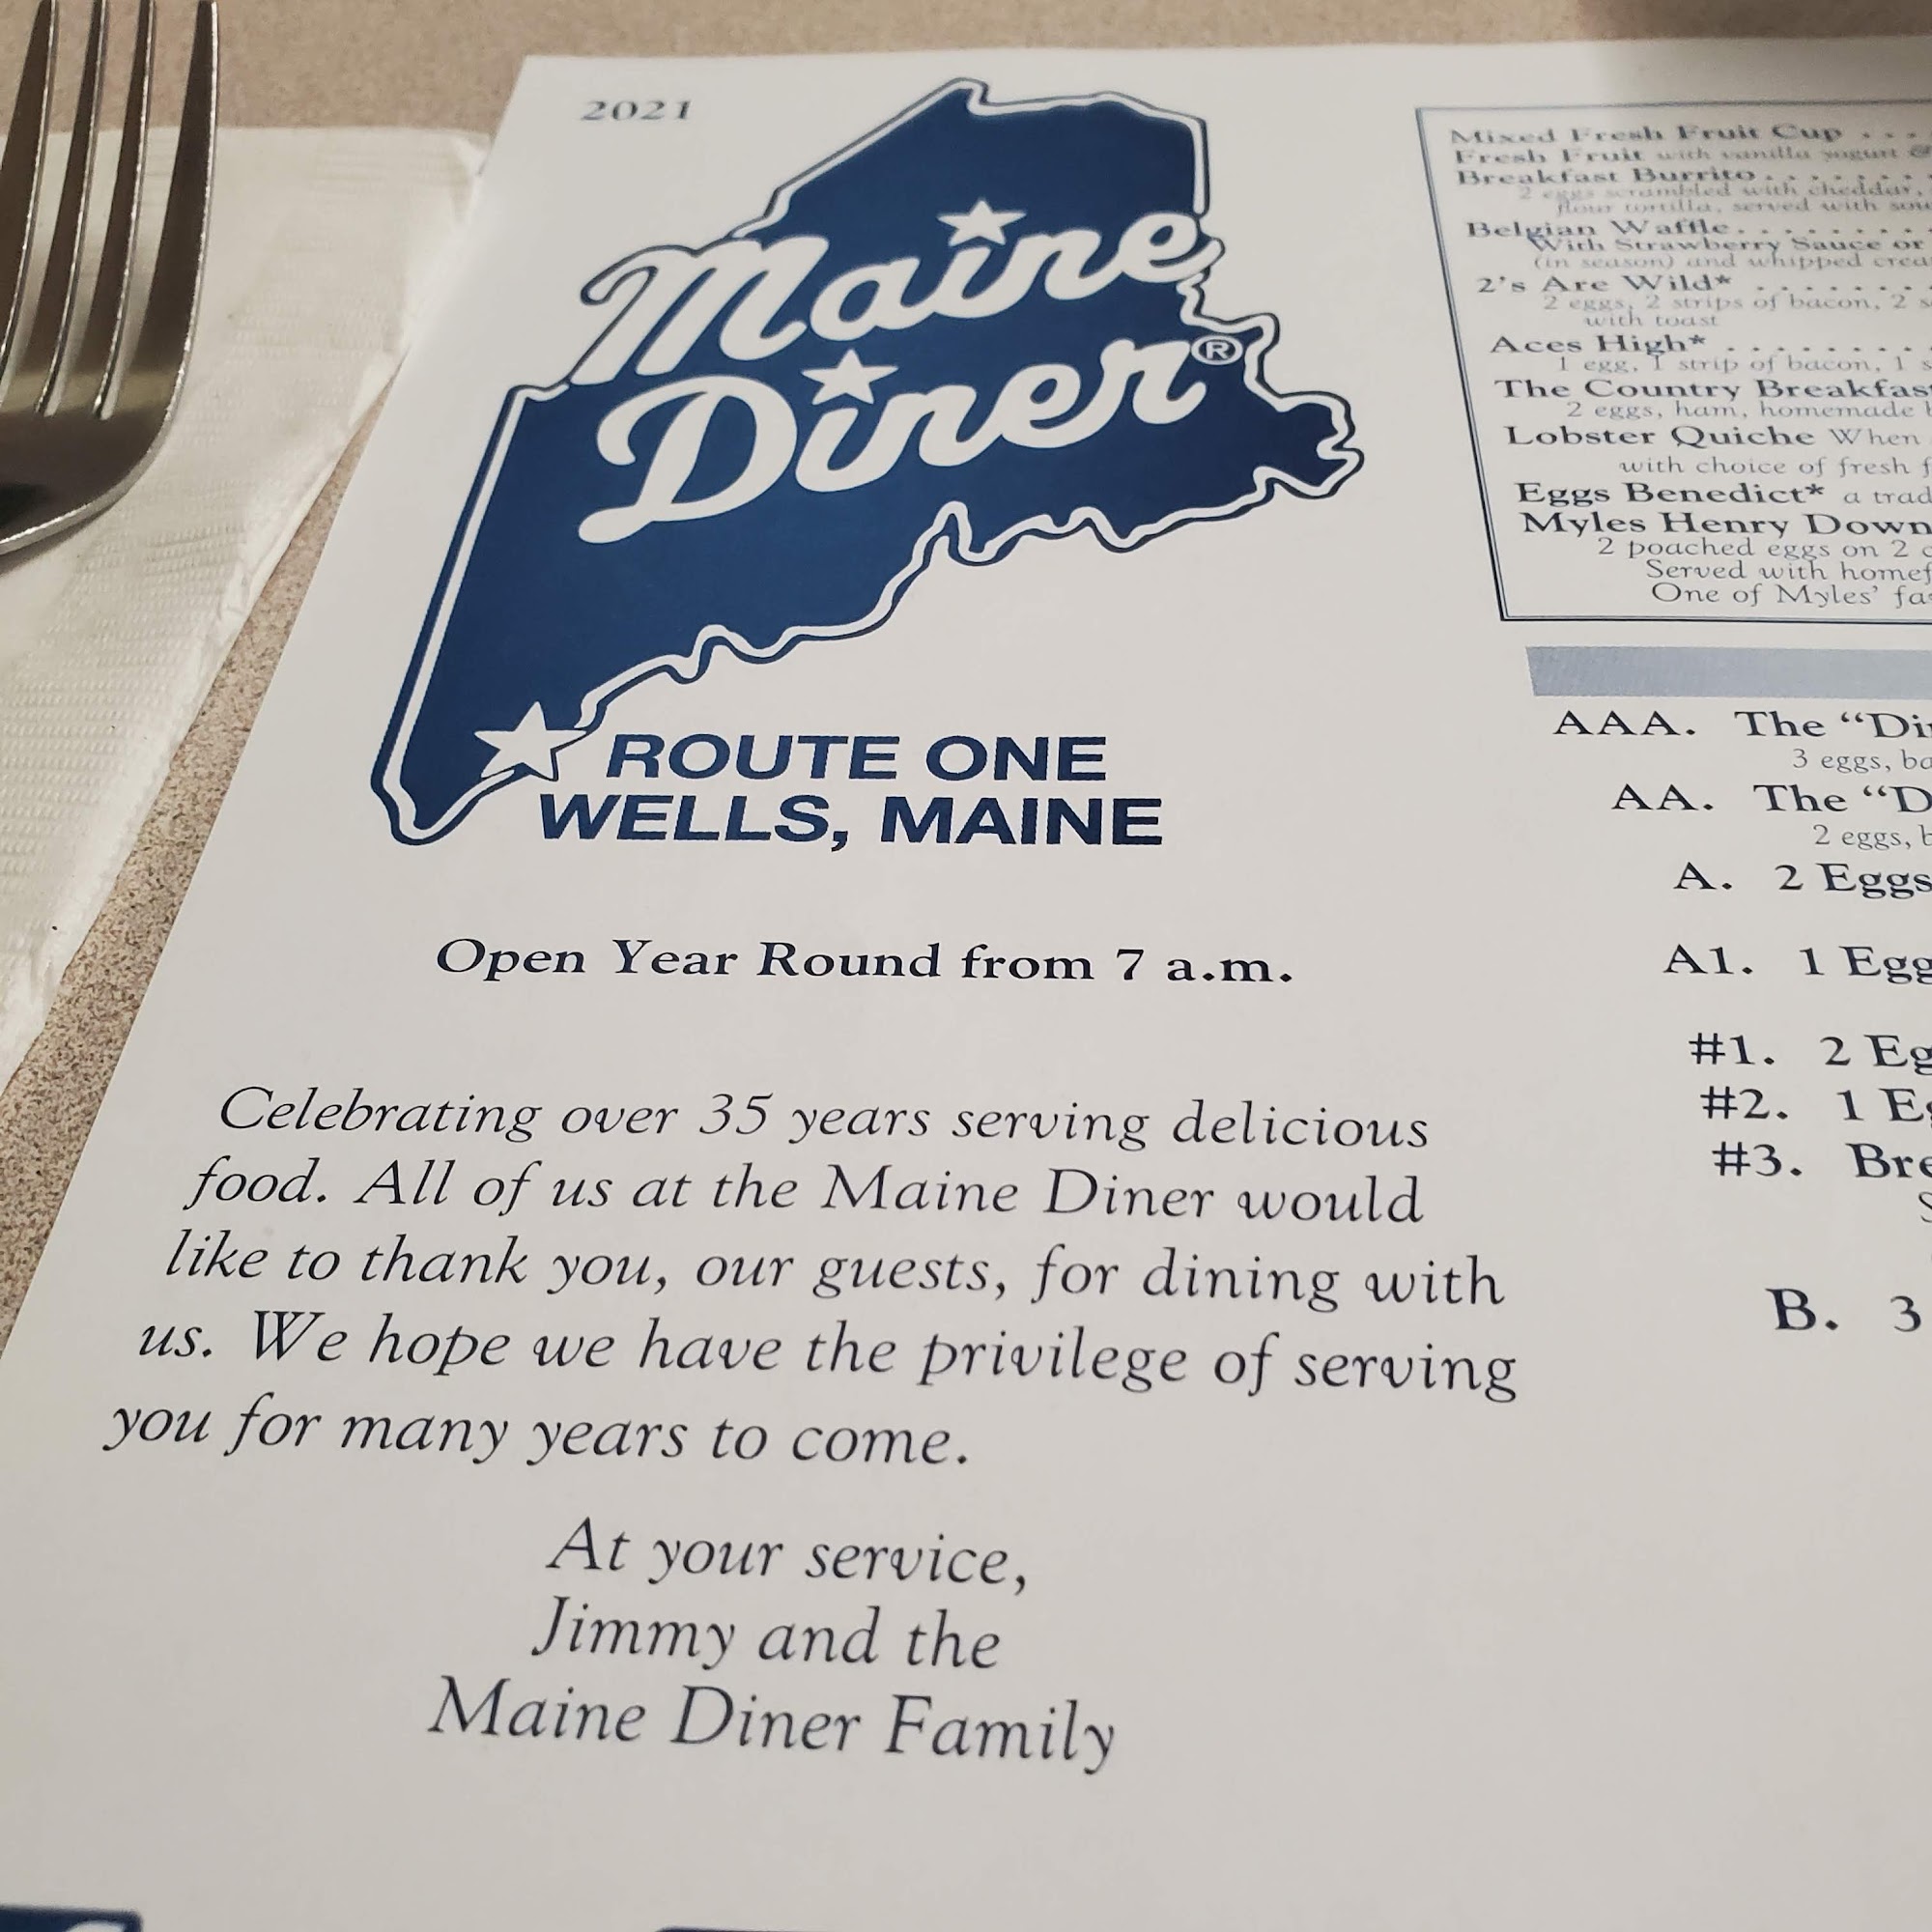 2021
Maine
Diner®
ROUTE ONE
WELLS, MAINE
Open Year Round from 7 a.m.
Celebrating over 35 years serving delicious
food. All of us at the Maine Diner would
like to thank you, our guests, for dining with
us. We hope we have the privilege of serving
you for many years to come.
At your service,
Jimmy and the
Maine Diner Family
Mixed Fresh Fruit Cup . . .
Fresh Fruit with vanilla yogurt &
Breakfast Burrito . . . . . . .
2 eggs scrambled with cheddar,
flour tortilla, served with
Belgian Waffle. . . . . . . .
With Strawberry Sauce or
(in season) and whipped
2's Are Wild* . . . . . . .
2 eggs, 2 strips of bacon, 2
with toast
Aces High* . . . . . . . .
1 egg, 1 strip of bacon, 1
The Country Breakfast
2 eggs, ham, homemade
Lobster Quiche When
with choice of fresh
Eggs Benedict* a
Myles Henry Down
2 poached eggs on 2
Served with
One of Myles'
AAA. The "
3 eggs,
AA. The "
2 eggs,
A. 2 Eggs
A1. 1 Egg
#1. 2
#2. 1
#3.
B. 3